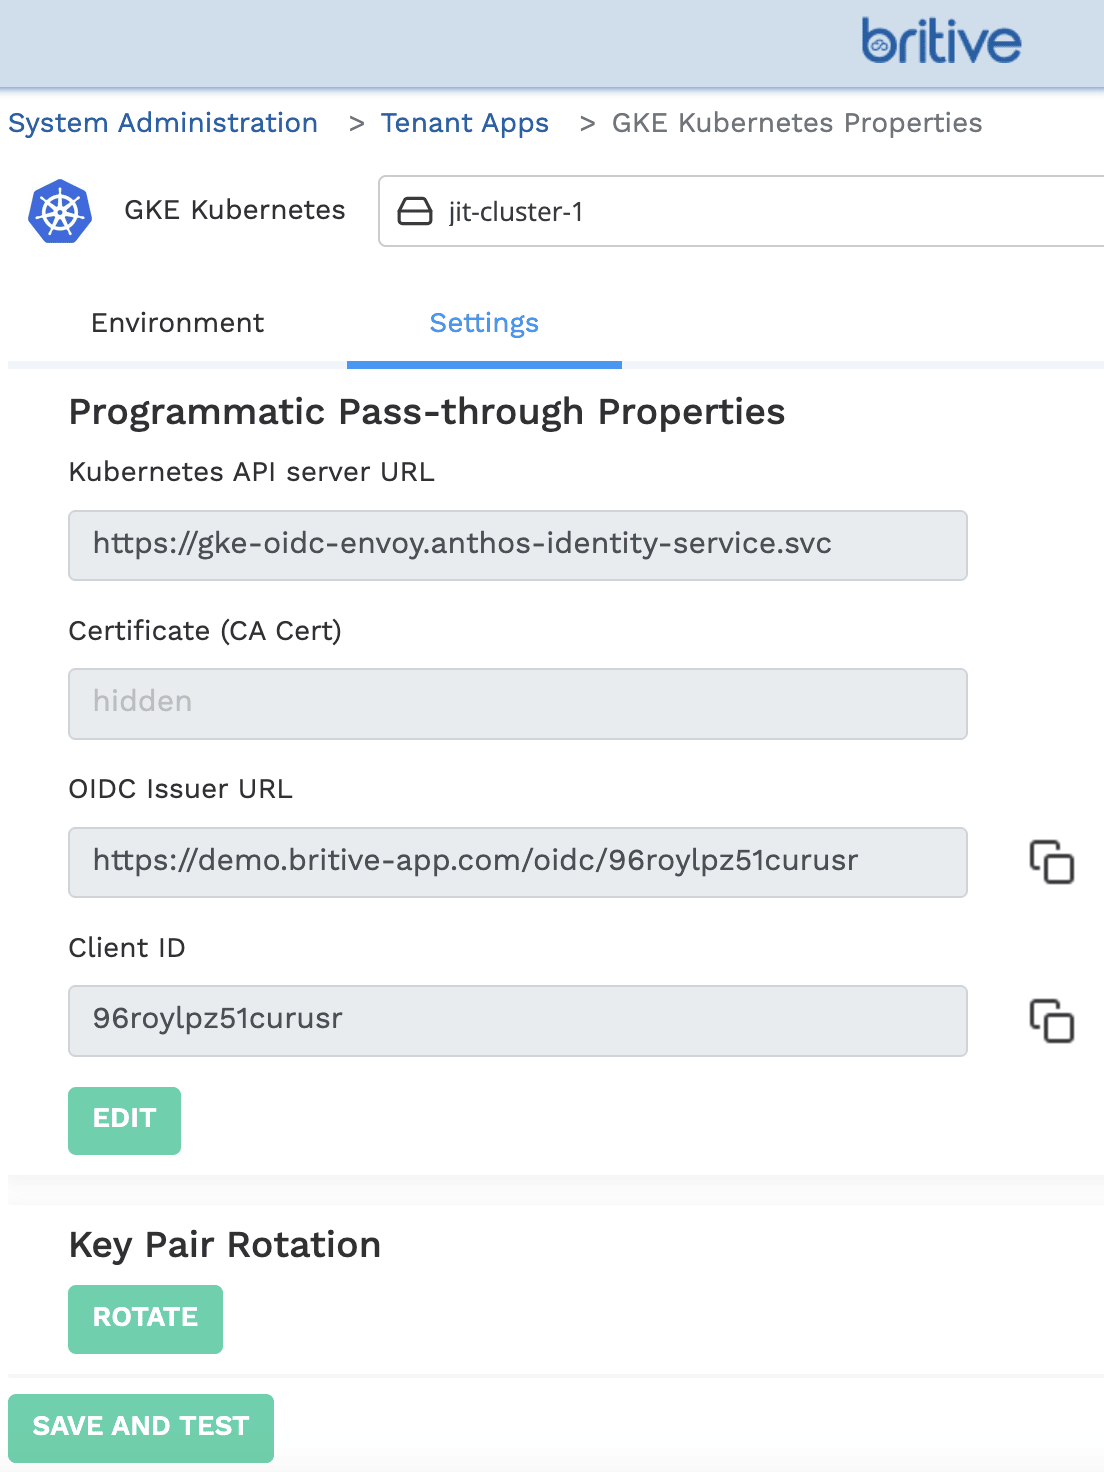 britive
System Administration > Tenant Apps > GKE Kubernetes Properties
GKE Kubernetes
jit-cluster-1
Environment
Settings
Programmatic Pass-through Properties
Kubernetes API server URL
https://gke-oidc-envoy.anthos-identity-service.svc
Certificate (CA Cert)
hidden
OIDC Issuer URL
https://demo.britive-app.com/oidc/96roylpz51curusr
Client ID
96roylpz51curusr
EDIT
Key Pair Rotation
ROTATE
SAVE AND TEST